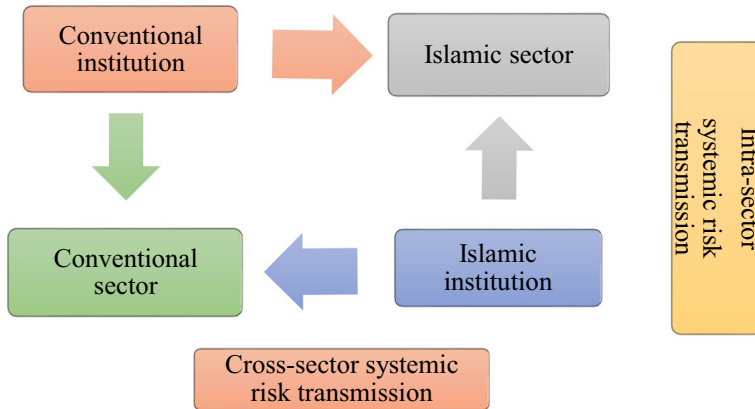 Conventional
institution
Islamic sector
Conventional
sector
Islamic
institution
Cross-sector systemic
risk transmission
Intra-sector
systemic risk
transmission